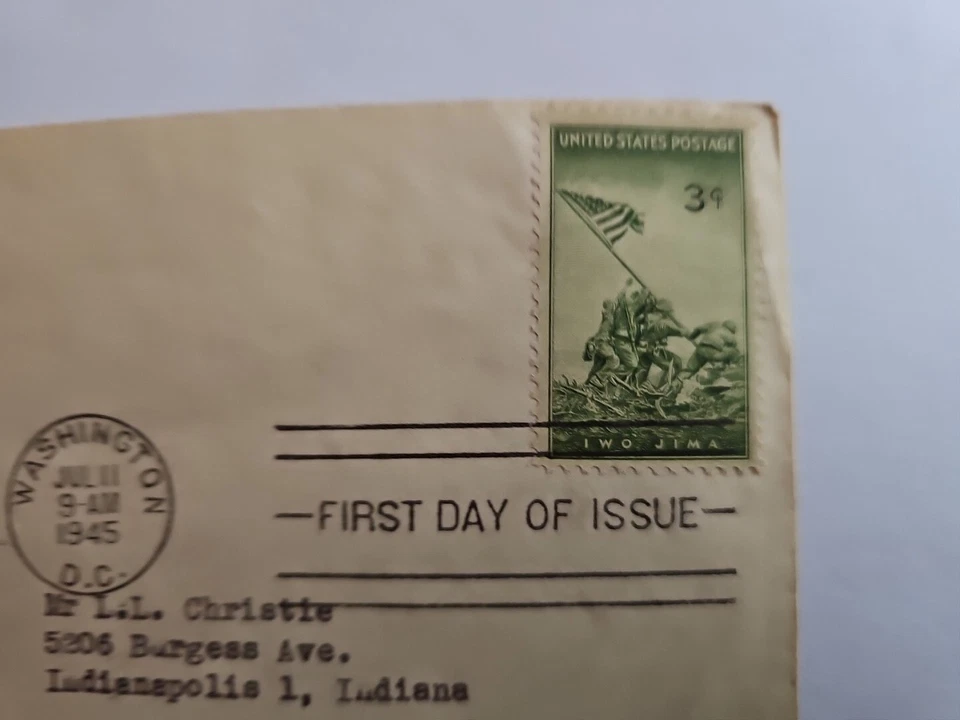 UNITED STATES POSTAGE
3¢
IWO JIMA
WASHINGTON
JUL 11
9-AM
1945
D.C.
—FIRST DAY OF ISSUE—
Mr L.L. Christie
5206 Burgess Ave.
Indianapolis 1, Indiana